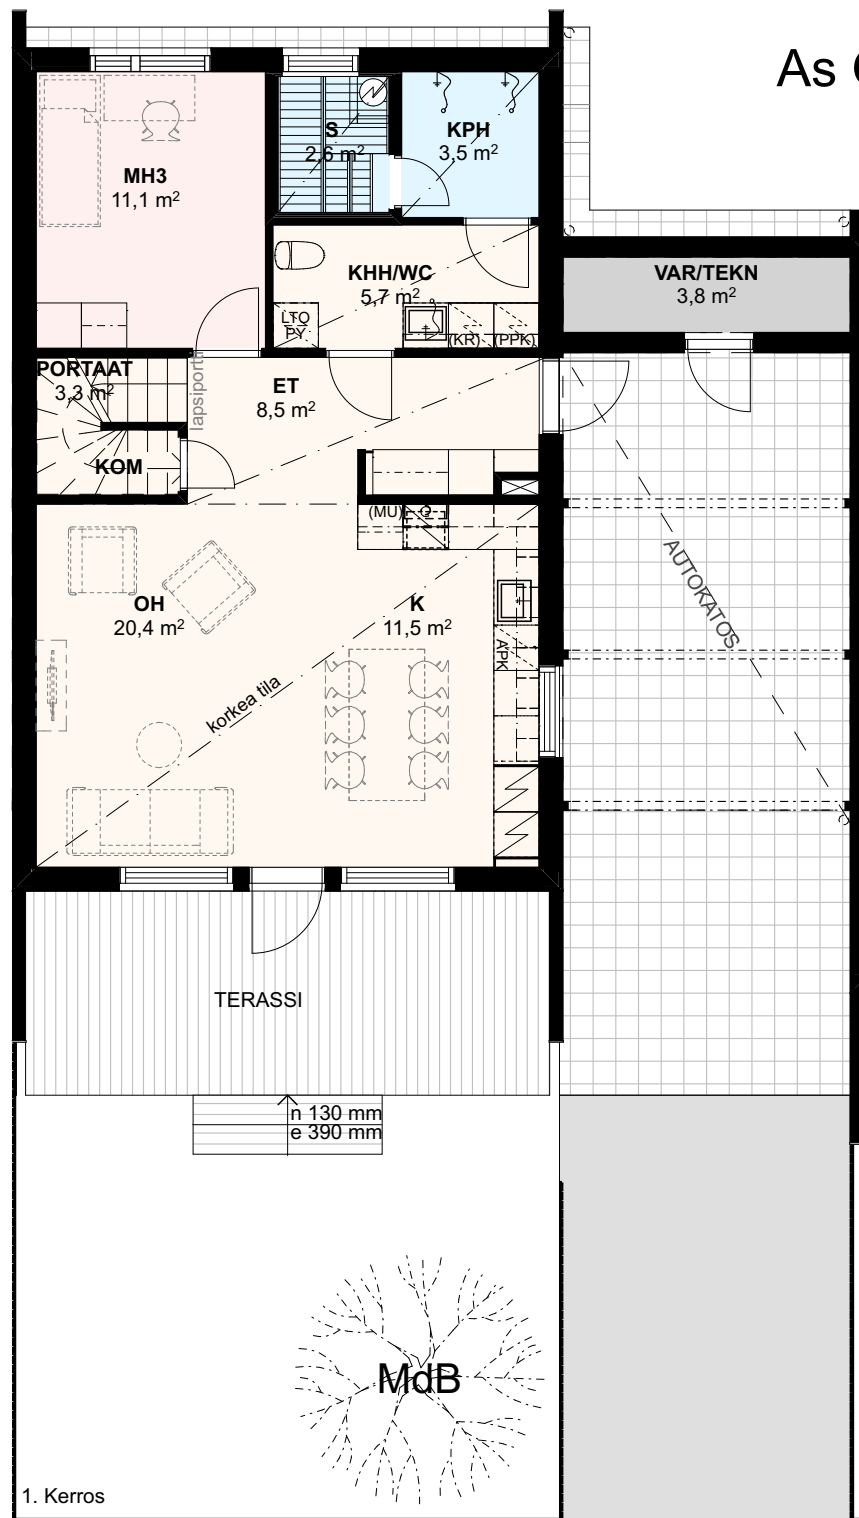 As
S
2,6 m²
KPH
3,5 m²
MH3
11,1 m²
KHH/WC
5,7 m²
VAR/TEKN
3,8 m²
LTO
PY
(KR)
(PPK)
PORTAAT
3,3 m²
lapsiportti
ET
8,5 m²
KOM
(MU)
AUTOKATOS
OH
20,4 m²
K
11,5 m²
APK
korkea tila
TERASSI
n 130 mm
e 390 mm
MdB
1. Kerros